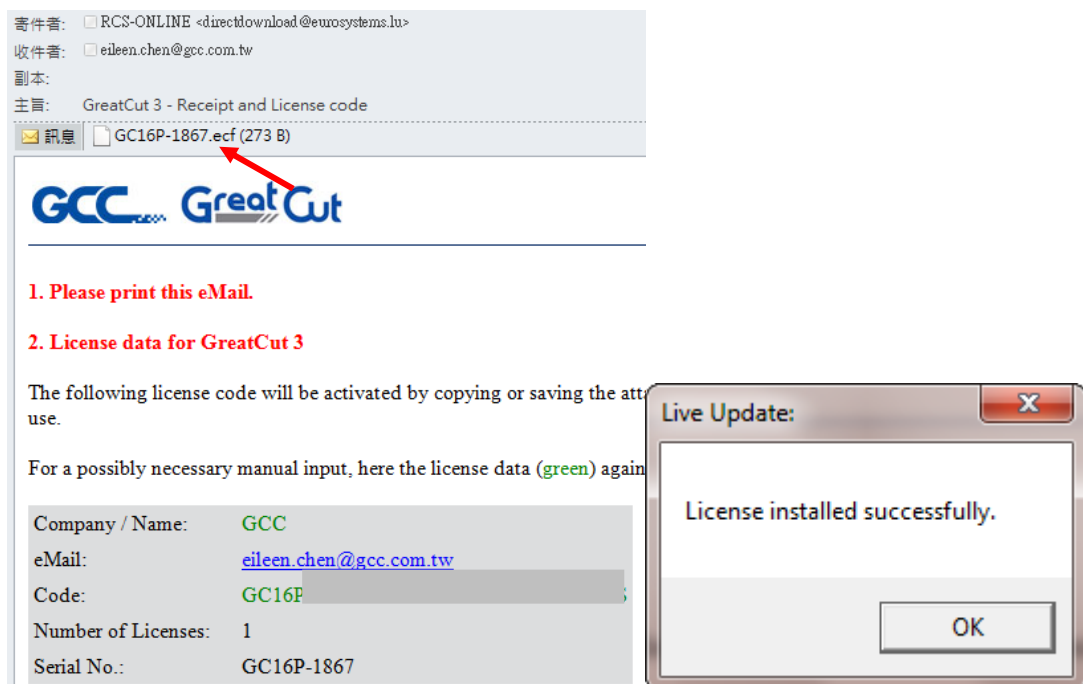 寄件者: RCS-ONLINE <directdownload@eurosystems.lu>
收件者: eileen.chen@gcc.com.tw
副本:
主旨: GreatCut 3 - Receipt and License code
訊息 GC16P-1867.ecf (273 B)
GCC GreatCut
1. Please print this eMail.
2. License data for GreatCut 3
The following license code will be activated by copying or saving the
use.
For a possibly necessary manual input, here the license data (green) again
Company / Name: GCC
eMail: eileen.chen@gcc.com.tw
Code: GC16P
Number of Licenses: 1
Serial No.: GC16P-1867
Live Update:
License installed successfully.
OK